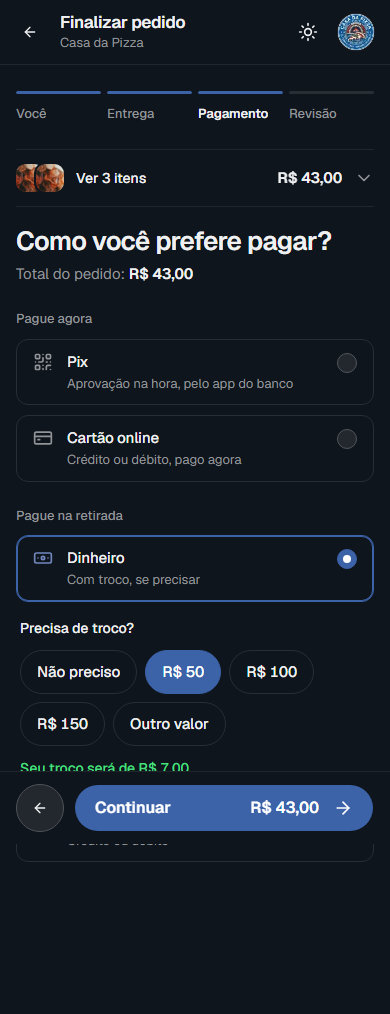 Finalizar pedido
Casa da Pizza
CASA DA PIZZA
Você
Entrega
Pagamento
Revisão
Ver 3 itens
R$ 43,00
Como você prefere pagar?
Total do pedido: R$ 43,00
Pague agora
Pix
Aprovação na hora, pelo app do banco
Cartão online
Crédito ou débito, pago agora
Pague na retirada
Dinheiro
Com troco, se precisar
Precisa de troco?
Não preciso
R$ 50
R$ 100
R$ 150
Outro valor
Seu troco será de R$ 7,00
Continuar
R$ 43,00